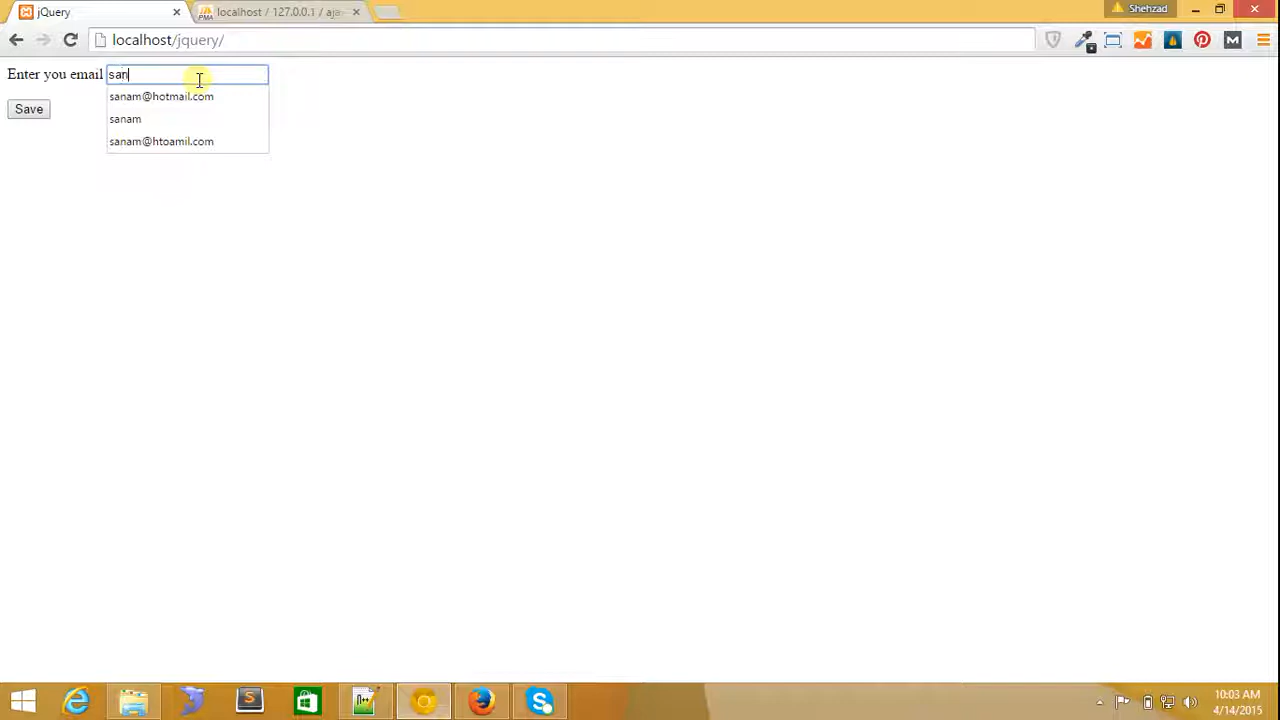 jQuery
localhost / 127.0.0.1 / aja
Shehzad
localhost/jquery/
Enter you email san
sanam@hotmail.com
Save
sanam
sanam@htoamil.com
10:03 AM
4/14/2015